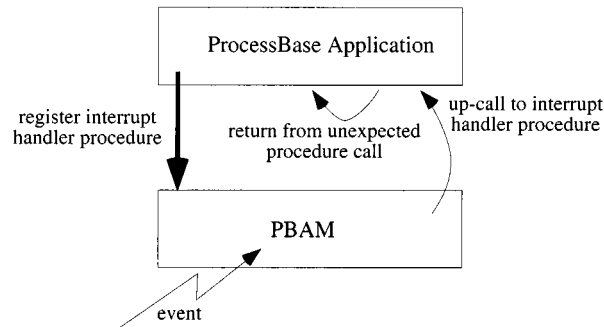 ProcessBase Application
register interrupt
handler procedure
return from unexpected
procedure call
up-call to interrupt
handler procedure
PBAM
event